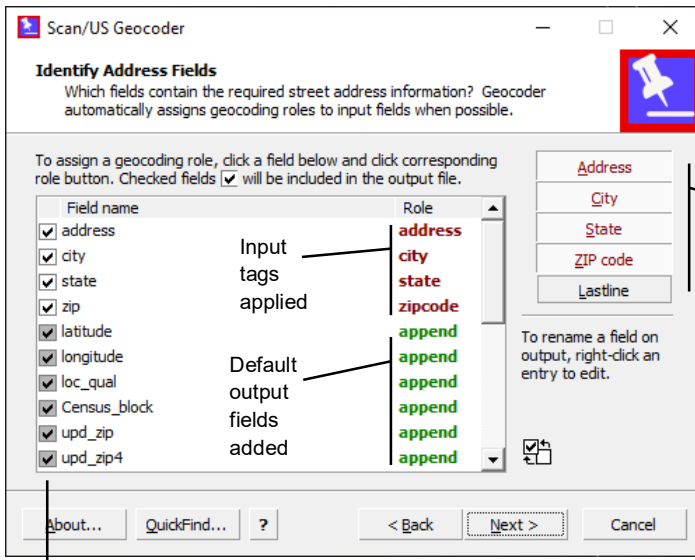 Scan/US Geocoder
Identify Address Fields
Which fields contain the required street address information? Geocoder
automatically assigns geocoding roles to input fields when possible.
To assign a geocoding role, click a field below and click corresponding
role button. Checked fields will be included in the output file.
Field name Role
address address
city city
state state
zip zipcode
latitude append
longitude append
loc_qual append
Census_block append
upd_zip append
upd_zip4 append
Input
tags
applied
Default
output
fields
added
Address
City
State
ZIP code
Lastline
To rename a field on
output, right-click an
entry to edit.
About... QuickFind... ? < Back Next > Cancel